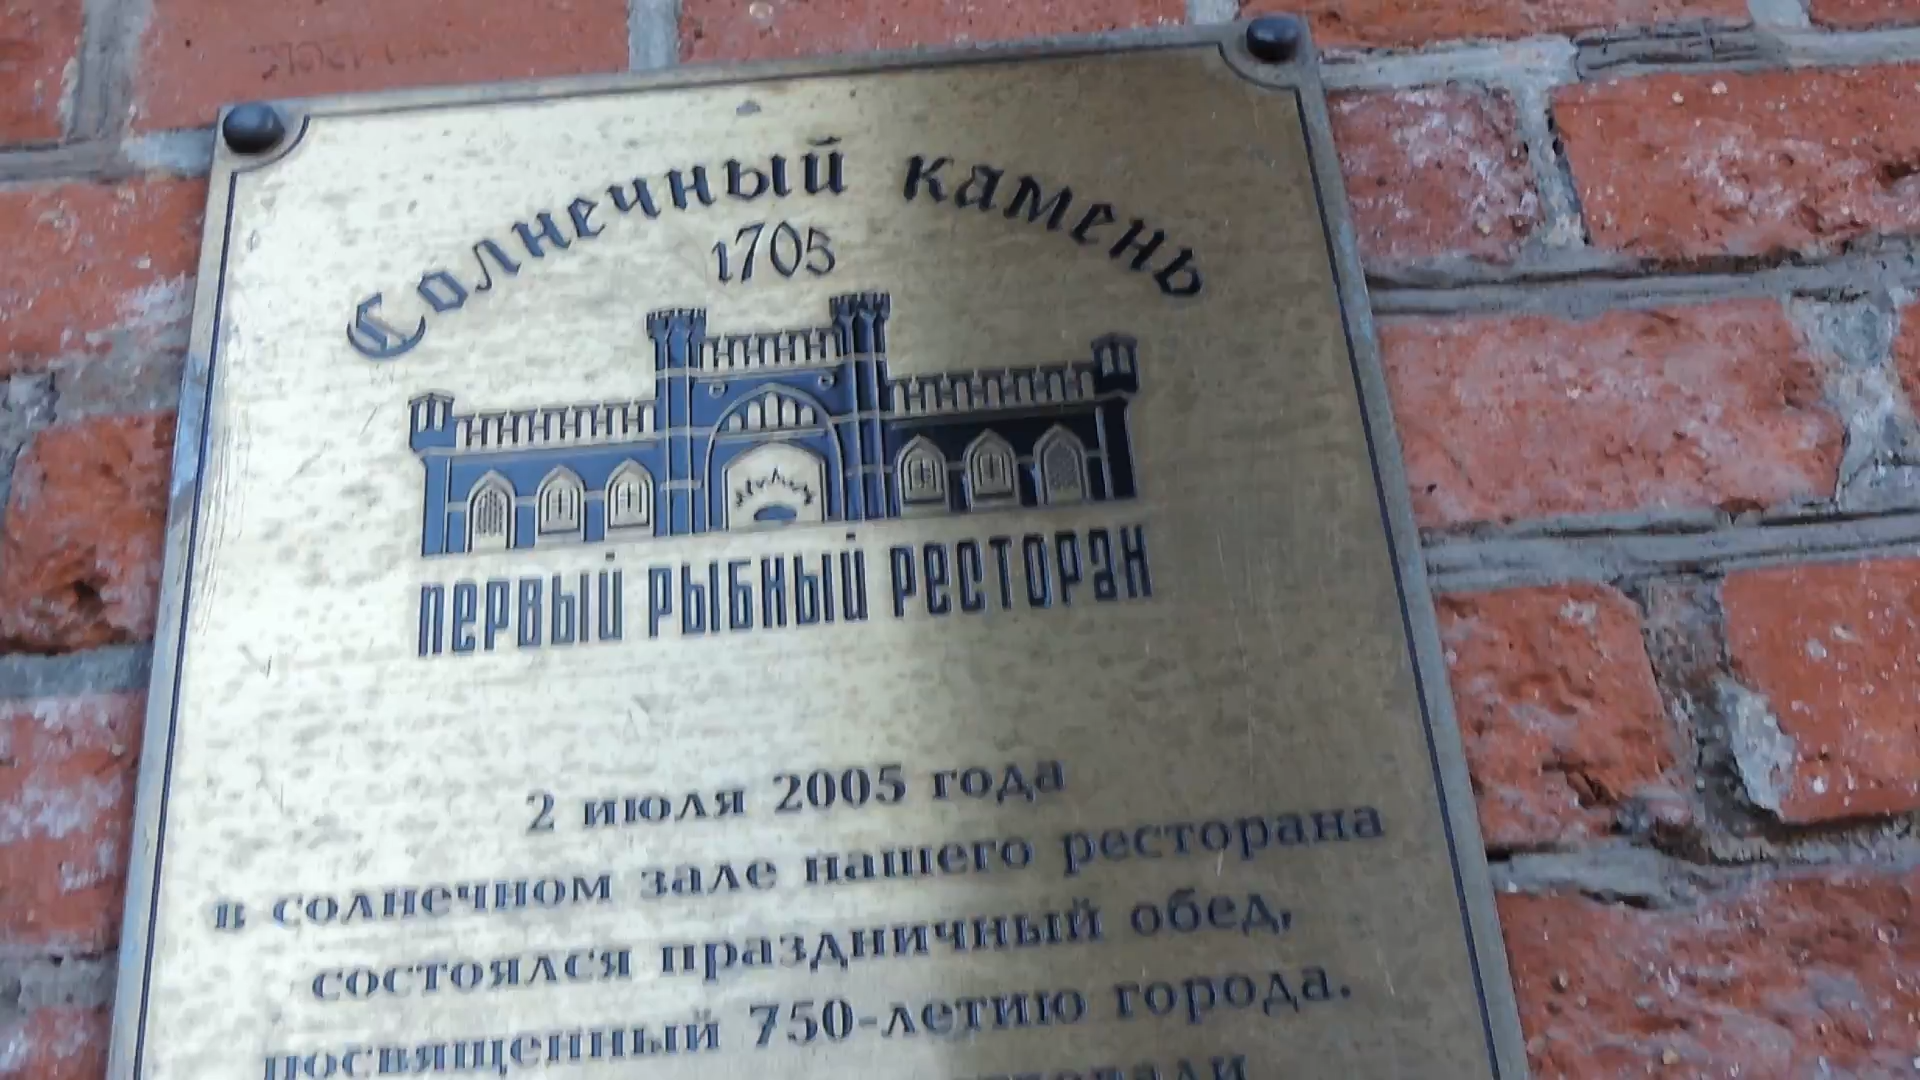 Солнечный камень
1705
первый рыбный ресторан
2 июля 2005 года
в солнечном зале нашего ресторана
состоялся праздничный обед,
посвященный 750-летию города.